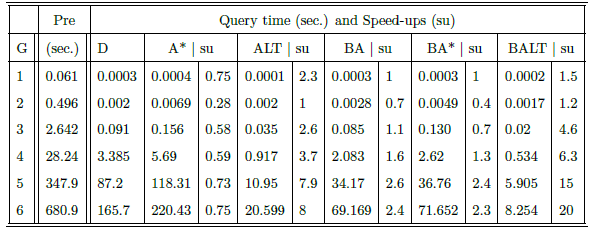 Pre Query time (sec.) and Speed-ups (su)
G (sec.) D A* | su ALT | su BA | su BA* | su BALT | su
1 0.061 0.0003 0.0004 0.75 0.0001 2.3 0.0003 1 0.0003 1 0.0002 1.5
2 0.496 0.002 0.0069 0.28 0.002 1 0.0028 0.7 0.0049 0.4 0.0017 1.2
3 2.642 0.091 0.156 0.58 0.035 2.6 0.085 1.1 0.130 0.7 0.02 4.6
4 28.24 3.385 5.69 0.59 0.917 3.7 2.083 1.6 2.62 1.3 0.534 6.3
5 347.9 87.2 118.31 0.73 10.95 7.9 34.17 2.6 36.76 2.4 5.905 15
6 680.9 165.7 220.43 0.75 20.599 8 69.169 2.4 71.652 2.3 8.254 20